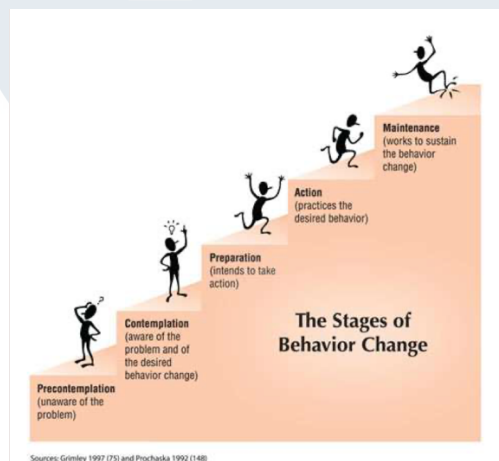 Maintenance
(works to sustain
the behavior
change)
Action
(practices the
desired behavior)
Preparation
(intends to take
action)
Contemplation
(aware of the
problem and of
the desired
behavior change)
Precontemplation
(unaware of the
problem)
The Stages of
Behavior Change
Sources: Grimley 1997 (75) and Prochaska 1992 (148)